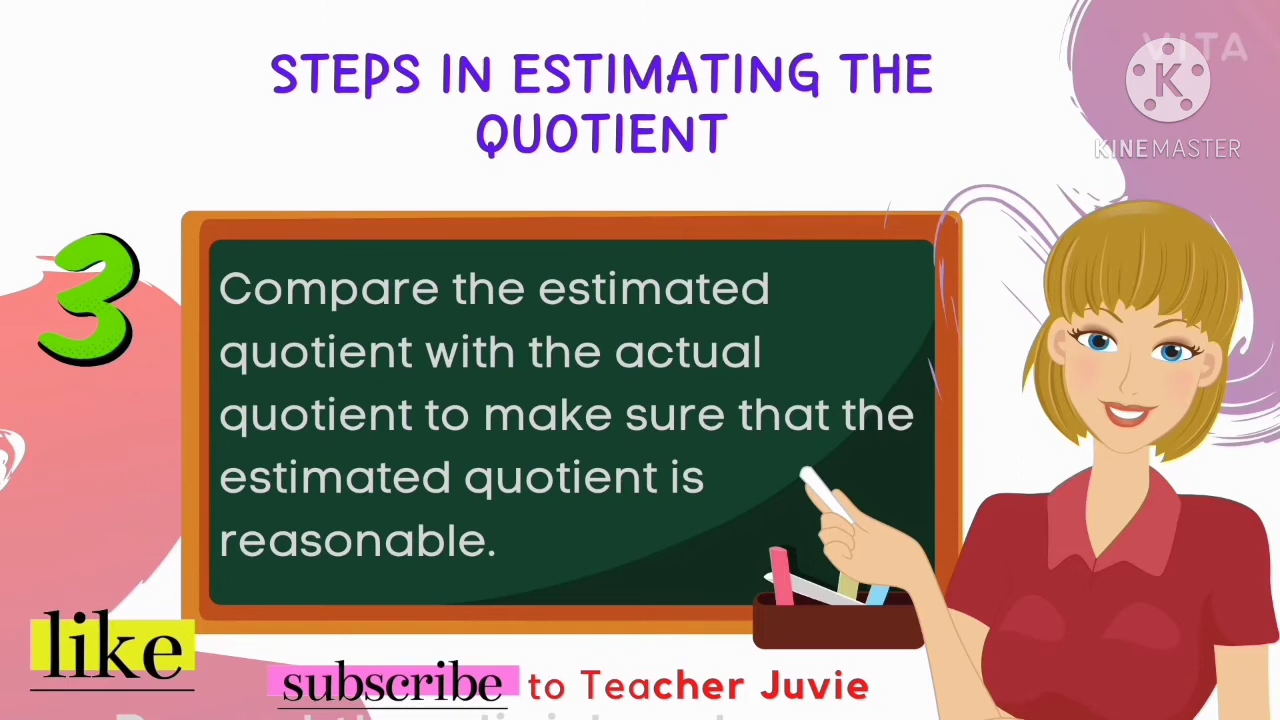 STEPS IN ESTIMATING THE
QUOTIENT
VITA
K
KINEMASTER
3
Compare the estimated
quotient with the actual
quotient to make sure that the
estimated quotient is
reasonable.
like
subscribe to Teacher Juvie